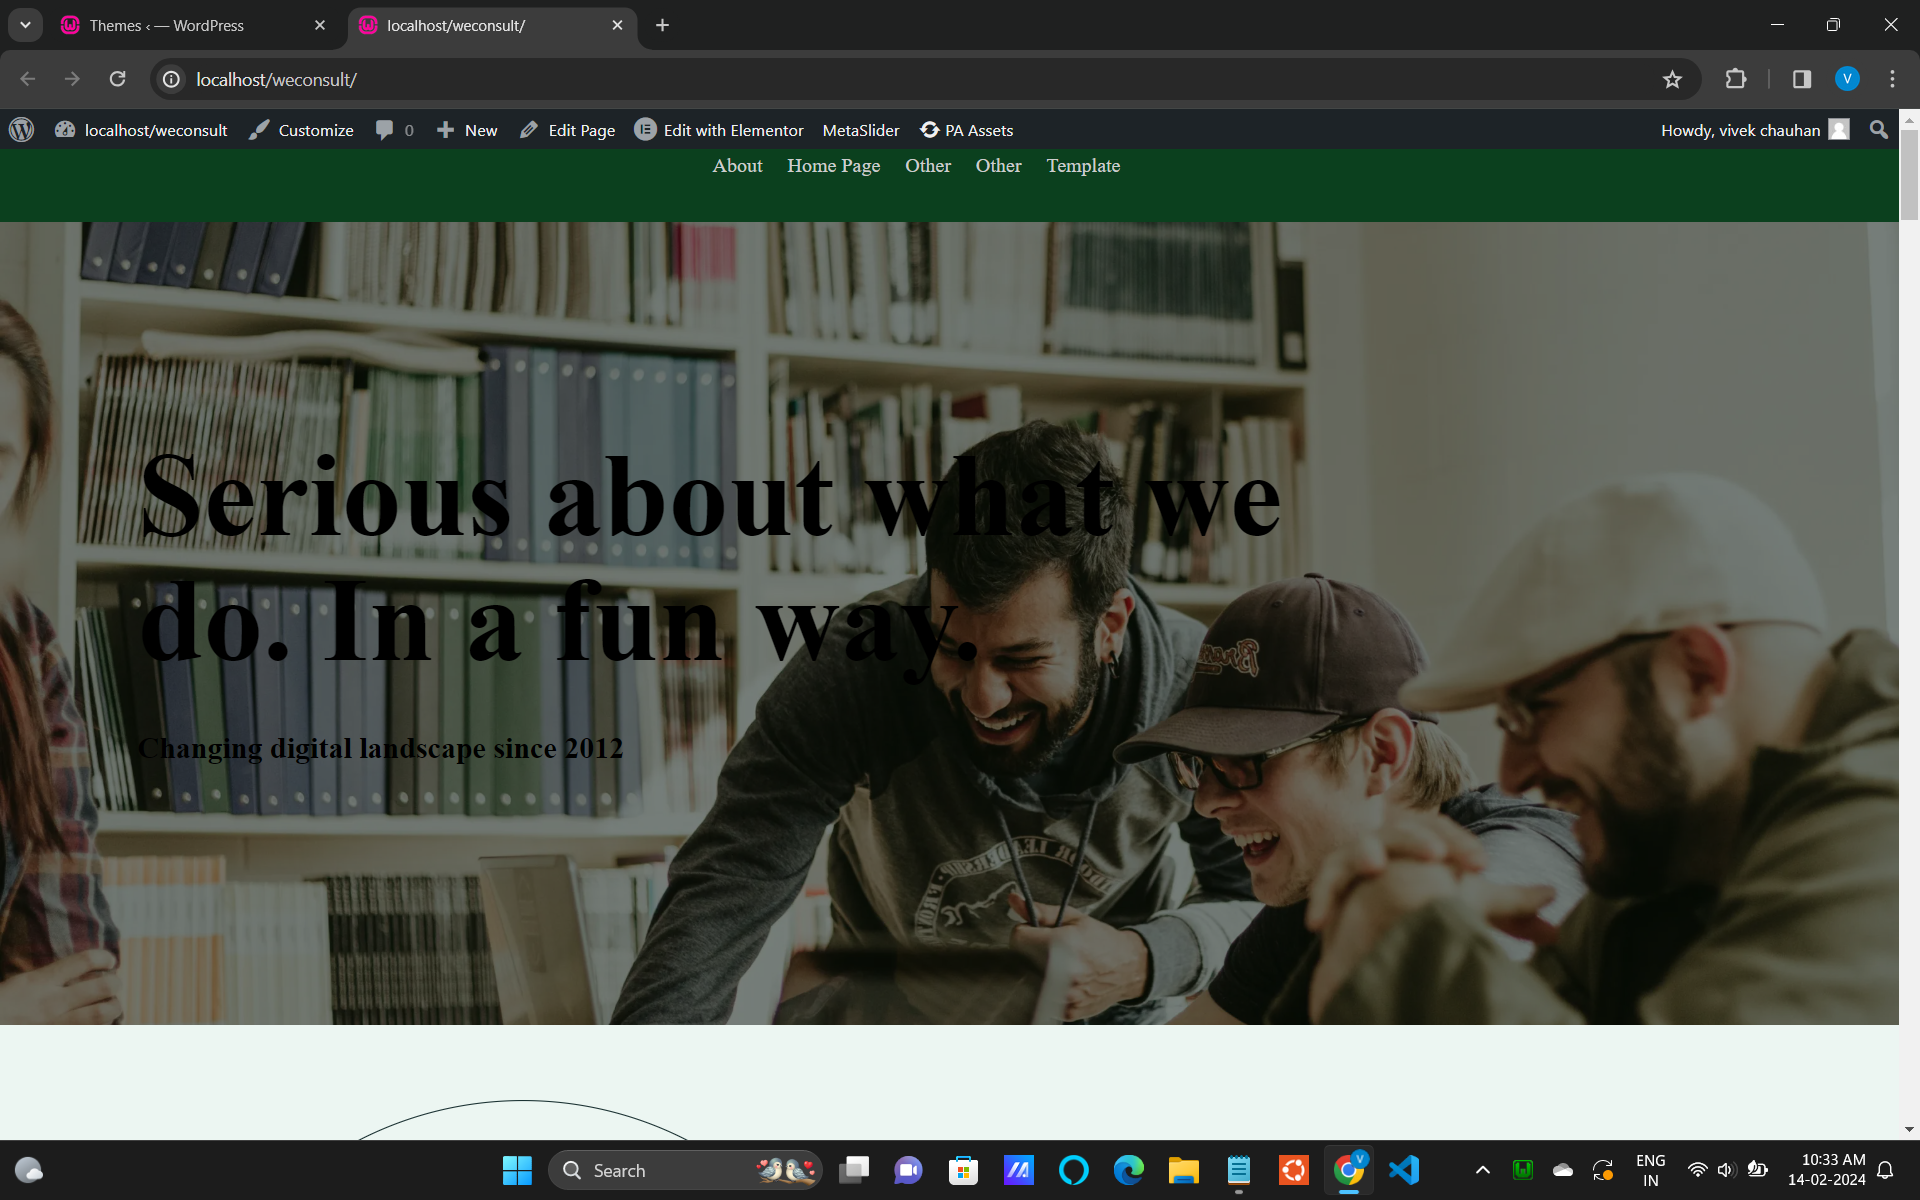 Themes ‹ — WordPress
localhost/weconsult/
localhost/weconsult/
localhost/weconsult
Customize
0
New
Edit Page
Edit with Elementor
MetaSlider
PA Assets
Howdy, vivek chauhan
About
Home Page
Other
Other
Template
Serious about what we
do. In a fun way.
Changing digital landscape since 2012
Search
ENG
IN
10:33 AM
14-02-2024